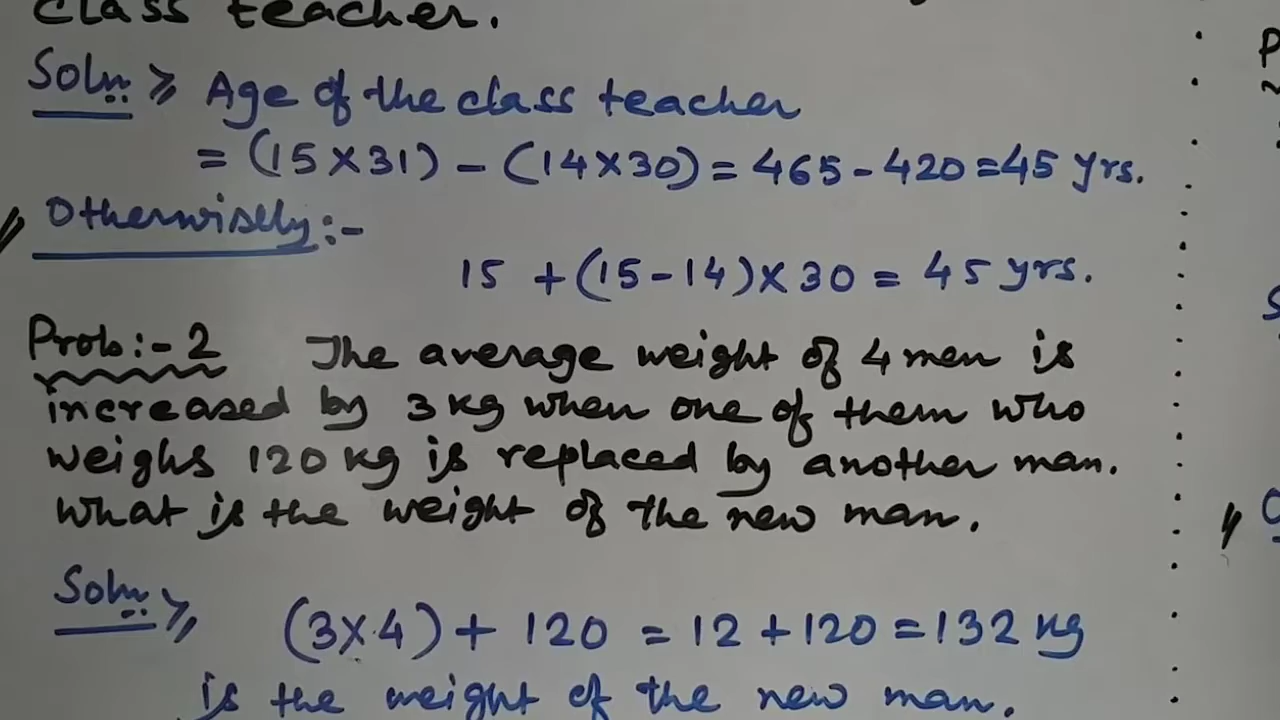 class teacher.
Soln: ⩾ Age of the class teacher
= (15×31) - (14×30) = 465 - 420 = 45 yrs.
Otherwisely:-
15 + (15-14)× 30 = 45 yrs.
Prob:- 2 The average weight of 4 men is
increased by 3 kg when one of them who
weighs 120 kg is replaced by another man.
What is the weight of the new man.
Soln: ⩾ (3×4) + 120 = 12 + 120 = 132 kg
is the weight of the new man.